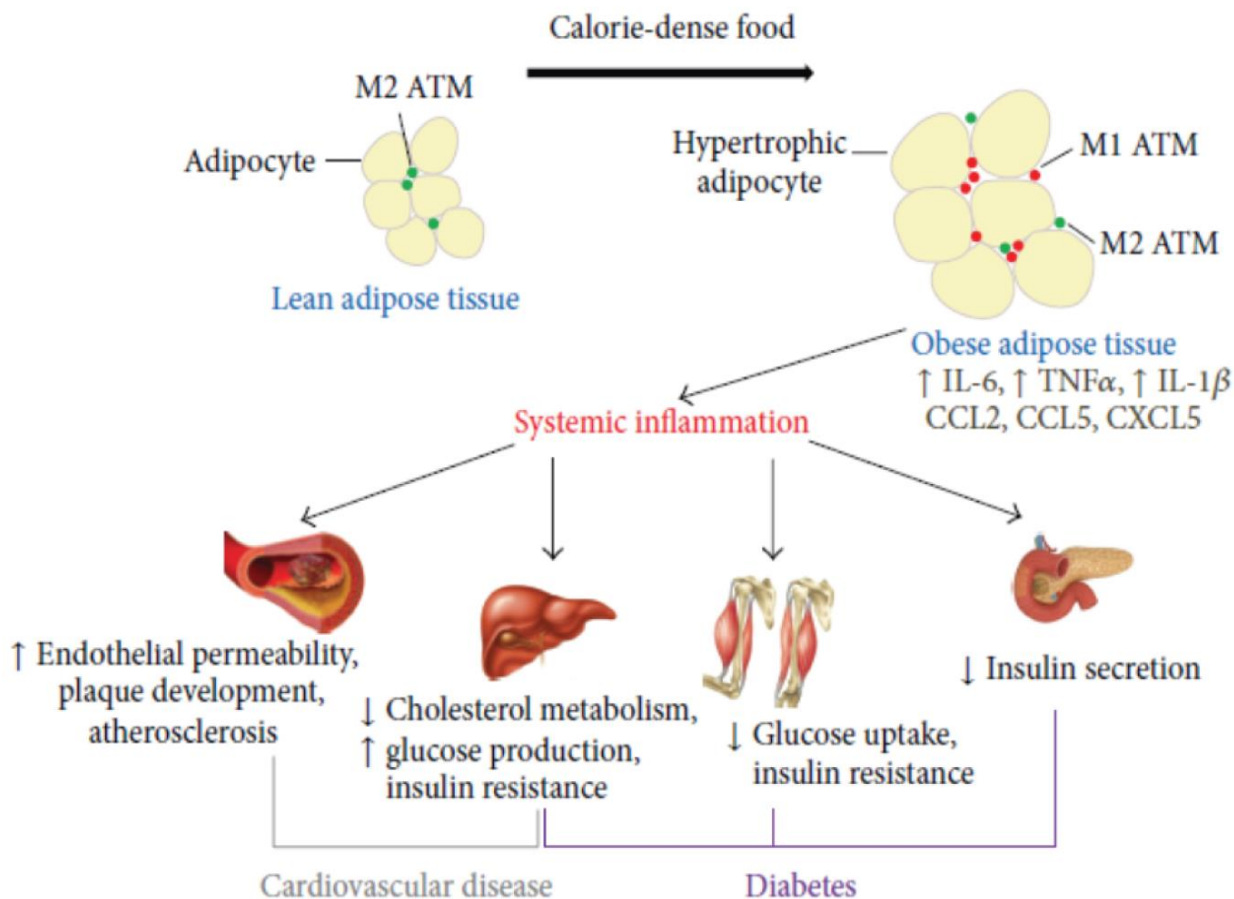 Calorie-dense food
M2 ATM
Adipocyte
Lean adipose tissue
Hypertrophic
adipocyte
M1 ATM
M2 ATM
Obese adipose tissue
↑ IL-6, ↑ TNFα, ↑ IL-1β
CCL2, CCL5, CXCL5
Systemic inflammation
↑ Endothelial permeability,
plaque development,
atherosclerosis
↓ Cholesterol metabolism,
↑ glucose production,
insulin resistance
↓ Glucose uptake,
insulin resistance
↓ Insulin secretion
Cardiovascular disease
Diabetes